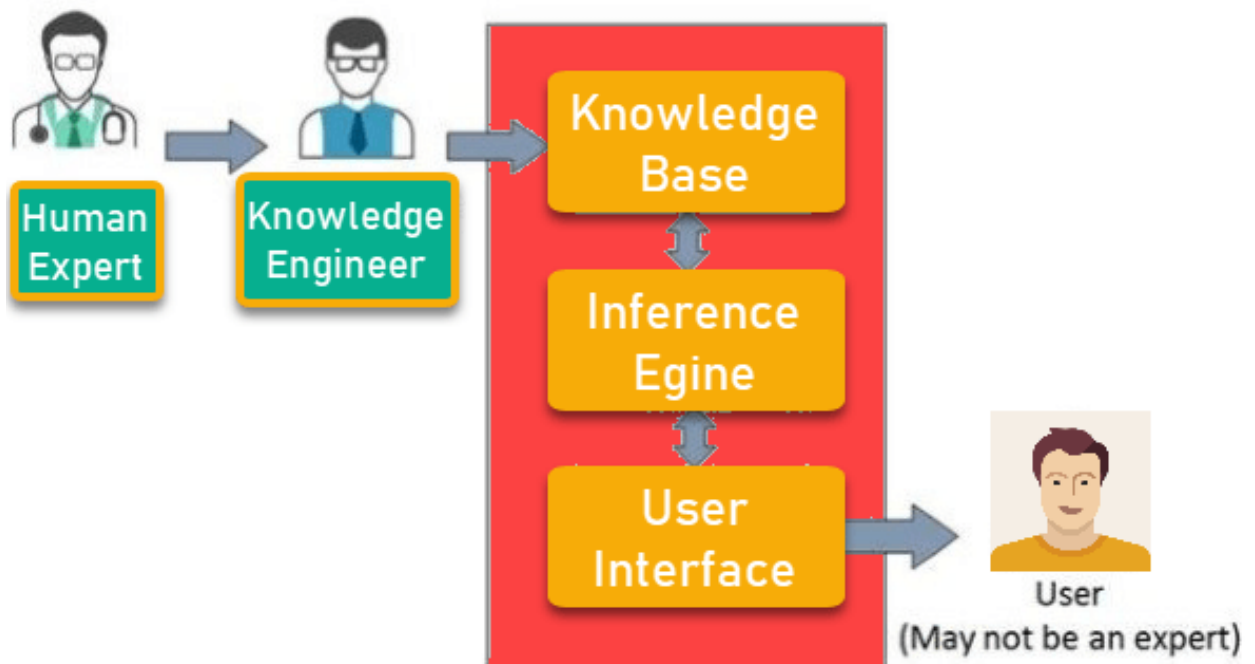 Human
Expert
Knowledge
Engineer
Knowledge
Base
Inference
Egine
User
Interface
User
(May not be an expert)